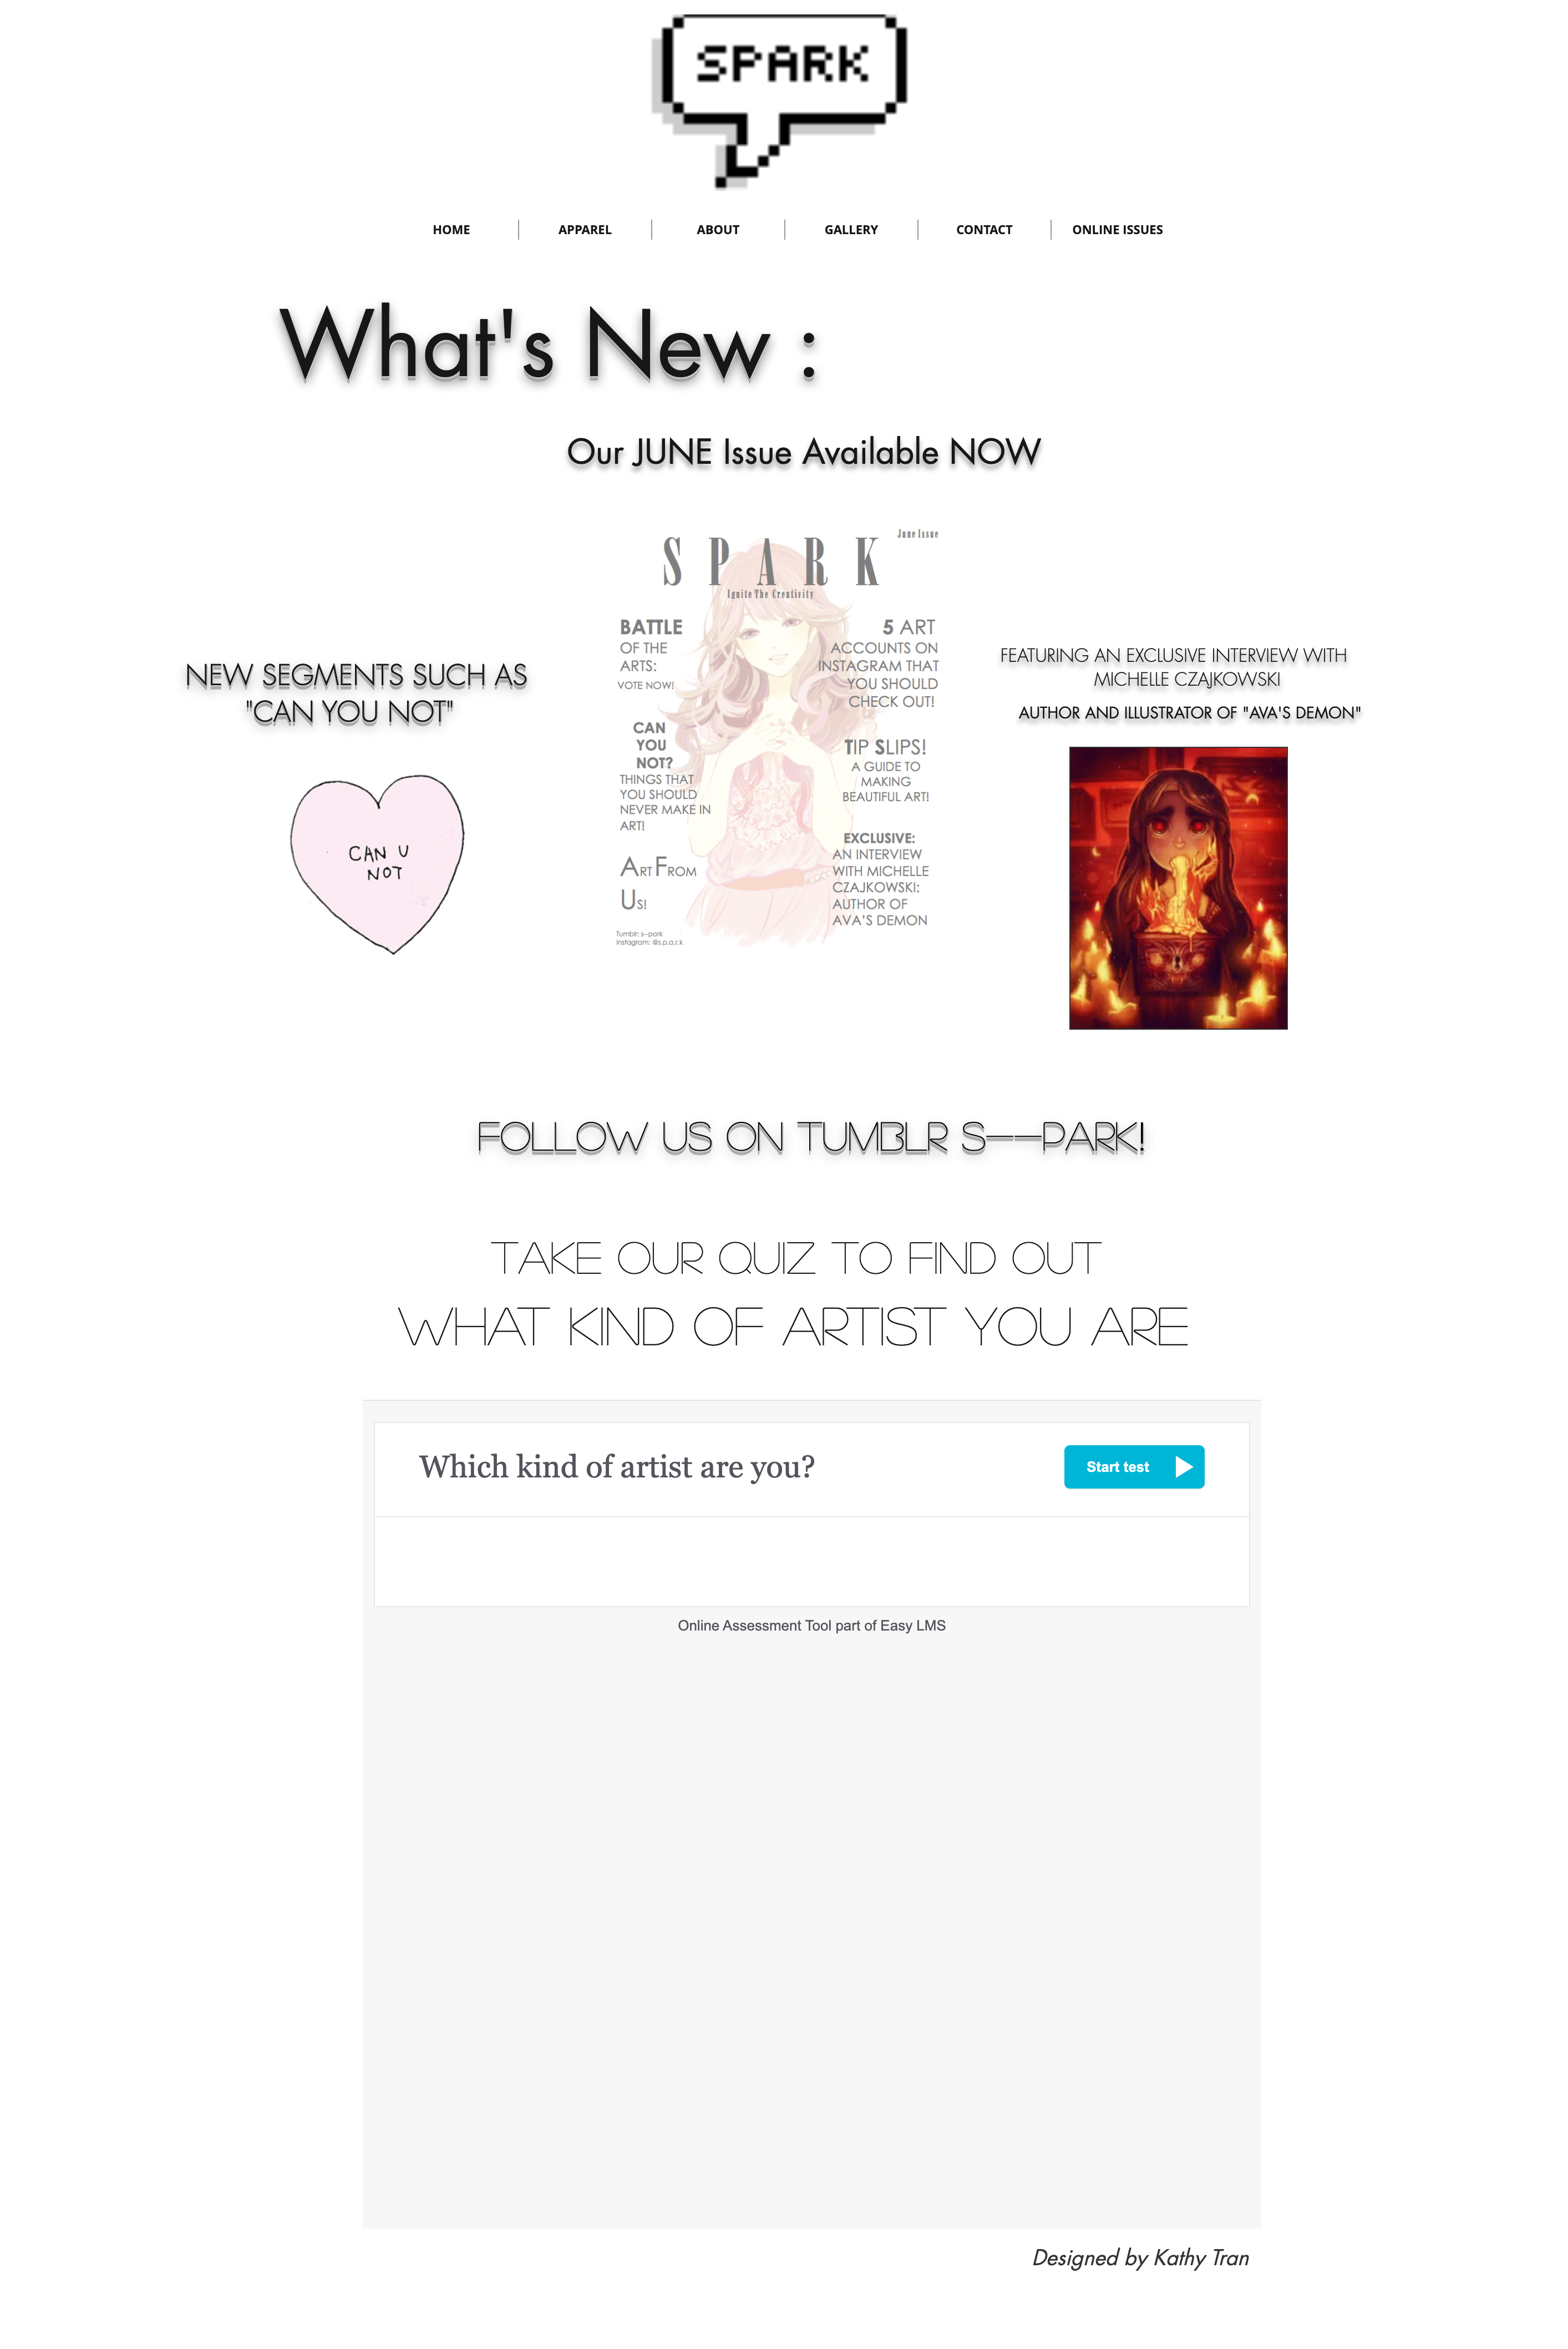 SPARK
HOME
APPAREL
ABOUT
GALLERY
CONTACT
ONLINE ISSUES
What's New :
Our JUNE Issue Available NOW
NEW SEGMENTS SUCH AS
"CAN YOU NOT"
CAN U
NOT
June Issue
SPARK
Ignite The Creativity
BATTLE
OF THE
ARTS:
VOTE NOW!
CAN
YOU
NOT?
THINGS THAT
YOU SHOULD
NEVER MAKE IN
ART!
ART FROM
US!
Tumblr: s--park
Instagram: @s.p.a.r.k
5 ART
ACCOUNTS ON
INSTAGRAM THAT
YOU SHOULD
CHECK OUT!
TIP SLIPS!
A GUIDE TO
MAKING
BEAUTIFUL ART!
EXCLUSIVE:
AN INTERVIEW
WITH MICHELLE
CZAJKOWSKI:
AUTHOR OF
AVA'S DEMON
FEATURING AN EXCLUSIVE INTERVIEW WITH
MICHELLE CZAJKOWSKI
AUTHOR AND ILLUSTRATOR OF "AVA'S DEMON"
FOLLOW US ON TUMBLR S--PARK!
TAKE OUR QUIZ TO FIND OUT
WHAT KIND OF ARTIST YOU ARE
Which kind of artist are you?
Start test
Online Assessment Tool part of Easy LMS
Designed by Kathy Tran